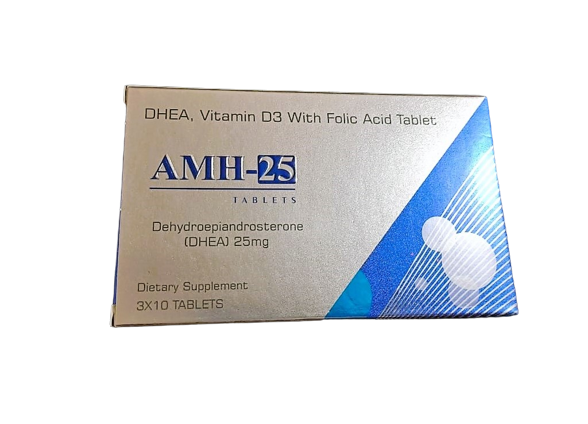 DHEA, Vitamin D3 With Folic Acid Tablet
AMH-25
TABLETS
Dehydroepiandrosterone
(DHEA) 25mg
Dietary Supplement
3X10 TABLETS